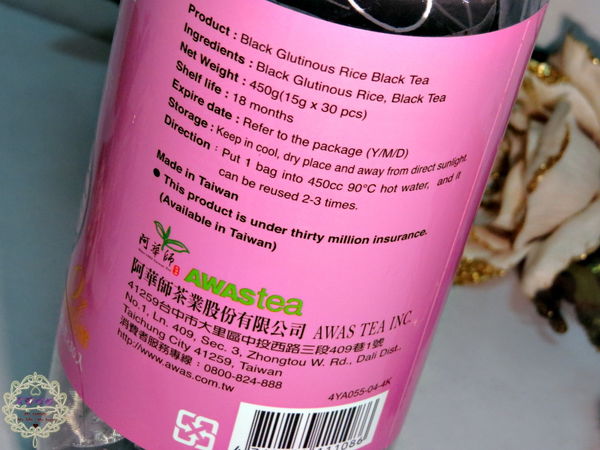 Product : Black Glutinous Rice Black Tea
Ingredients : Black Glutinous Rice, Black Tea
Net Weight : 450g(15g x 30 pcs)
Shelf life : 18 months
Expire date : Refer to the package (Y/M/D)
Storage : Keep in cool, dry place and away from direct sunlight.
Direction : Put 1 bag into 450cc 90°C hot water, and it
can be reused 2-3 times.
Made in Taiwan
● This product is under thirty million insurance.
(Available in Taiwan)
阿華師 AWAStea
阿華師茶業股份有限公司 AWAS TEA INC.
41259台中市大里區中投西路三段409巷1號
No.1, Ln. 409, Sec. 3, Zhongtou W. Rd., Dali Dist.,
Taichung City 41259, Taiwan
消費者服務專線：0800-824-888
http://www.awas.com.tw
4YA055-04-4K